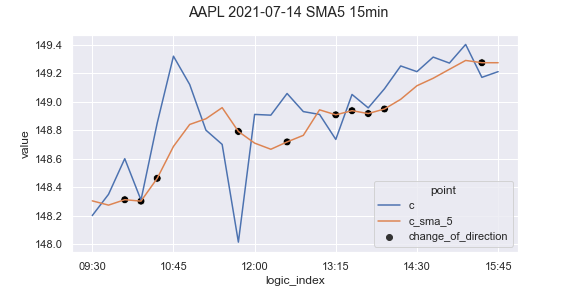 AAPL 2021-07-14 SMA5 15min
149.4
149.2
149.0
148.8
148.6
148.4
148.2
148.0
value
09:30
10:45
12:00
13:15
14:30
15:45
logic_index
point
c
c_sma_5
change_of_direction